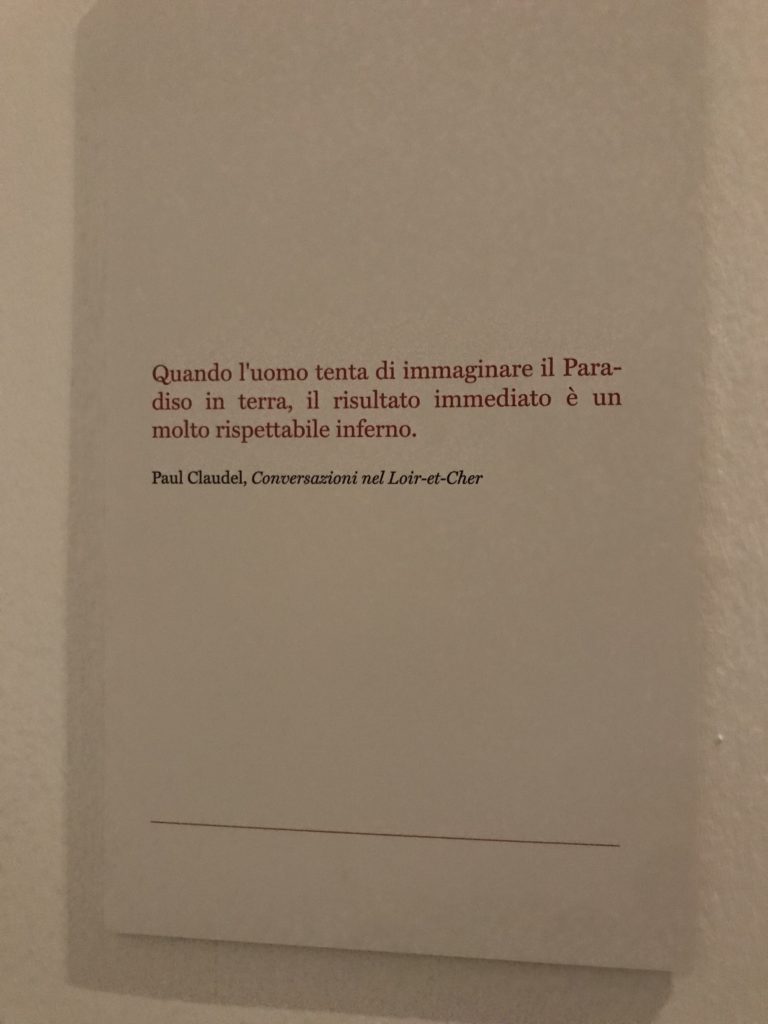 Quando l'uomo tenta di immaginare il Para-
diso in terra, il risultato immediato è un
molto rispettabile inferno.
Paul Claudel, Conversazioni nel Loir-et-Cher